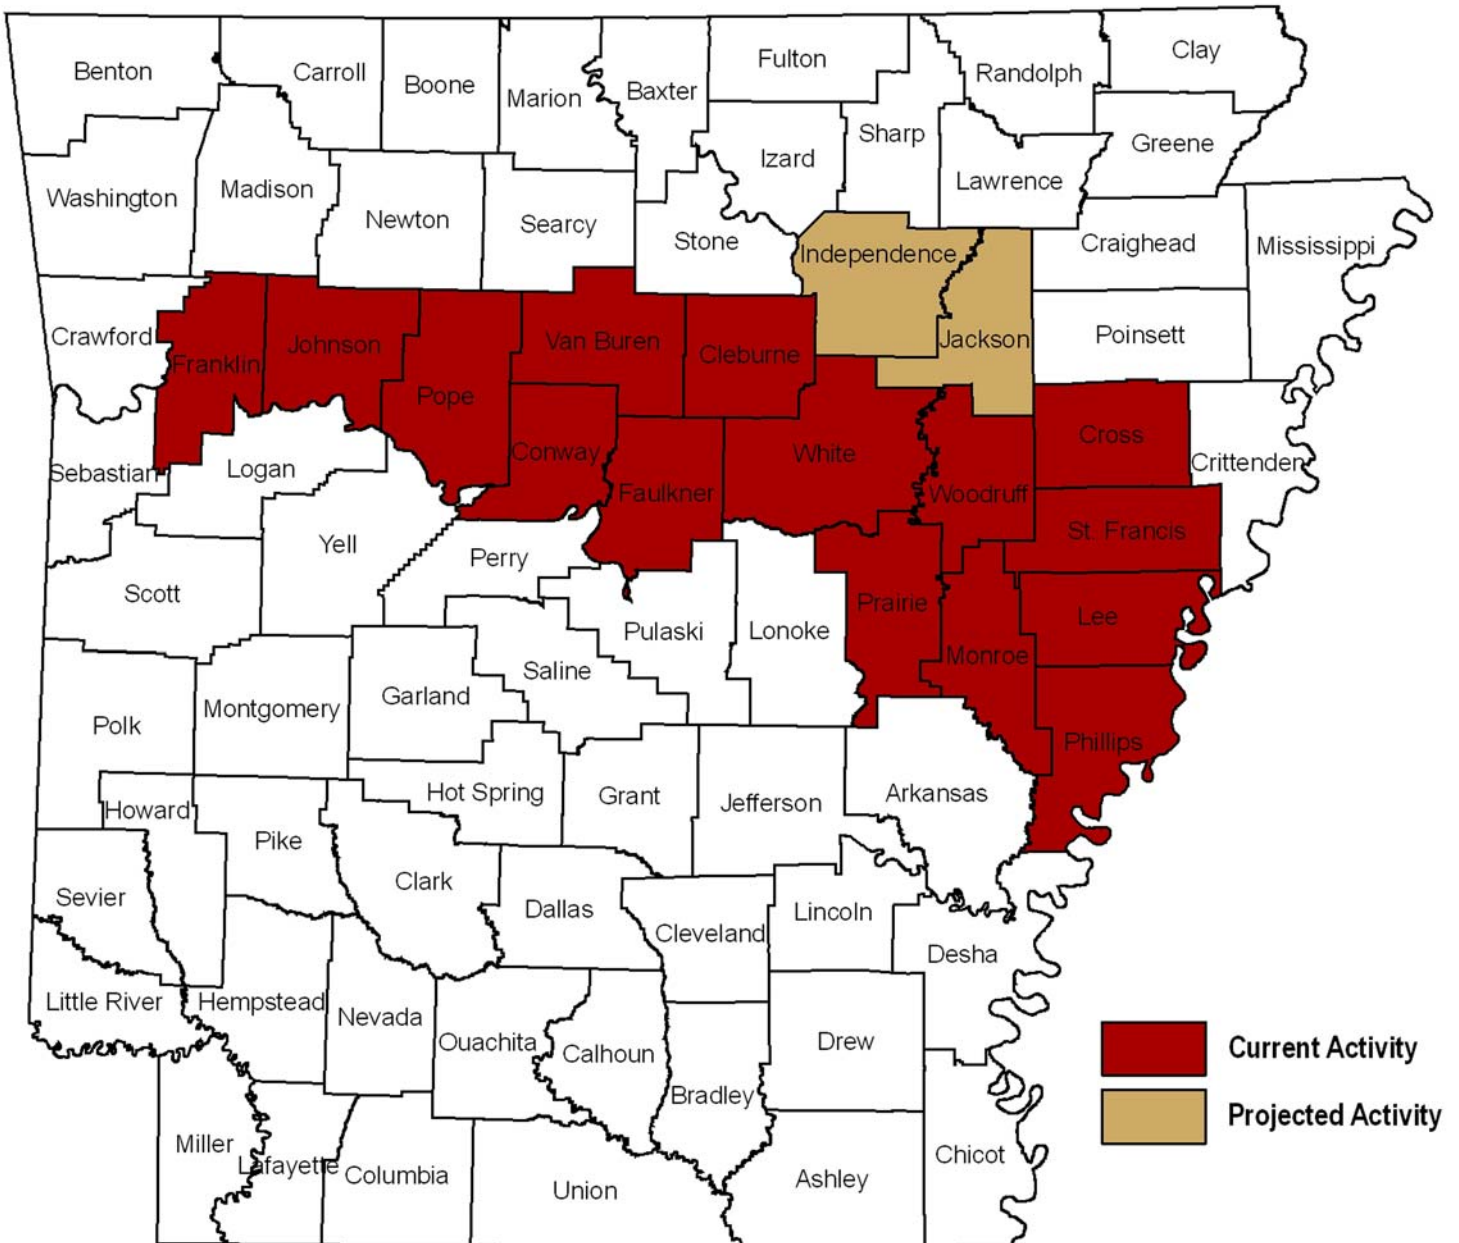 Benton
Carroll
Boone
Marion
Baxter
Fulton
Randolph
Clay
Sharp
Greene
Izard
Lawrence
Washington
Madison
Newton
Searcy
Stone
Independence
Craighead
Mississippi
Crawford
Franklin
Johnson
Pope
Van Buren
Cleburne
Jackson
Poinsett
Sebastian
Logan
Conway
Faulkner
White
Woodruff
Cross
Crittenden
St. Francis
Scott
Yell
Perry
Pulaski
Lonoke
Prairie
Monroe
Lee
Polk
Montgomery
Garland
Saline
Phillips
Howard
Pike
Hot Spring
Grant
Jefferson
Arkansas
Sevier
Clark
Dallas
Cleveland
Lincoln
Desha
Little River
Hempstead
Nevada
Ouachita
Calhoun
Bradley
Drew
Miller
Lafayette
Columbia
Union
Ashley
Chicot
Current Activity
Projected Activity